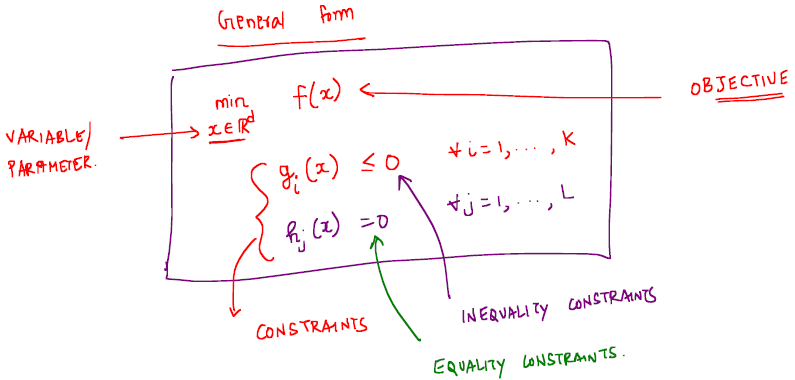 General form
min
x∈ℝᵈ f(x)
OBJECTIVE
VARIABLE/
PARAMETER.
gᵢ(x) ≤ 0 ∀ i = 1, ..., K
hⱼ(x) = 0 ∀ j = 1, ..., L
CONSTRAINTS
INEQUALITY CONSTRAINTS
EQUALITY CONSTRAINTS.